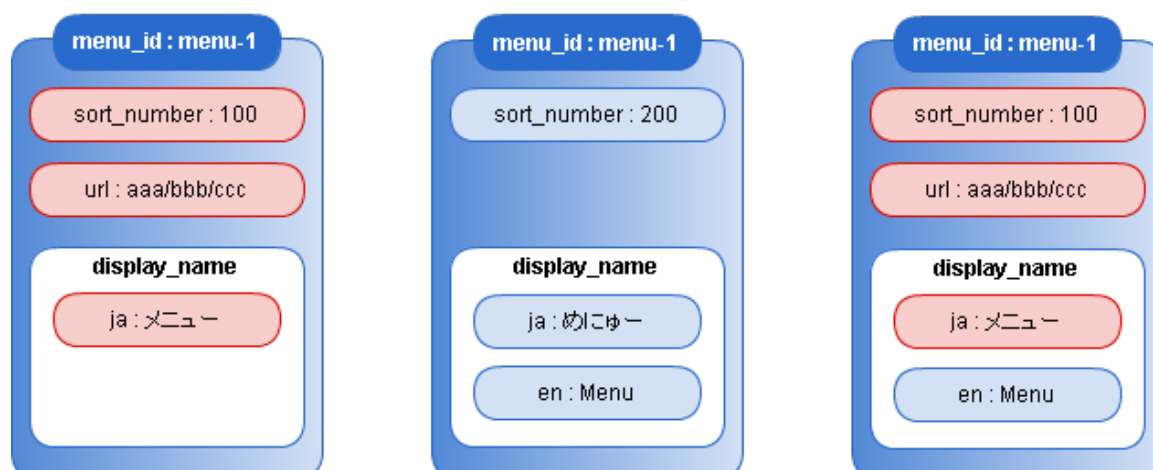 menu_id : menu-1
sort_number : 100
url : aaa/bbb/ccc
display_name
ja : メニュー
menu_id : menu-1
sort_number : 200
display_name
ja : めにゅー
en : Menu
menu_id : menu-1
sort_number : 100
url : aaa/bbb/ccc
display_name
ja : メニュー
en : Menu